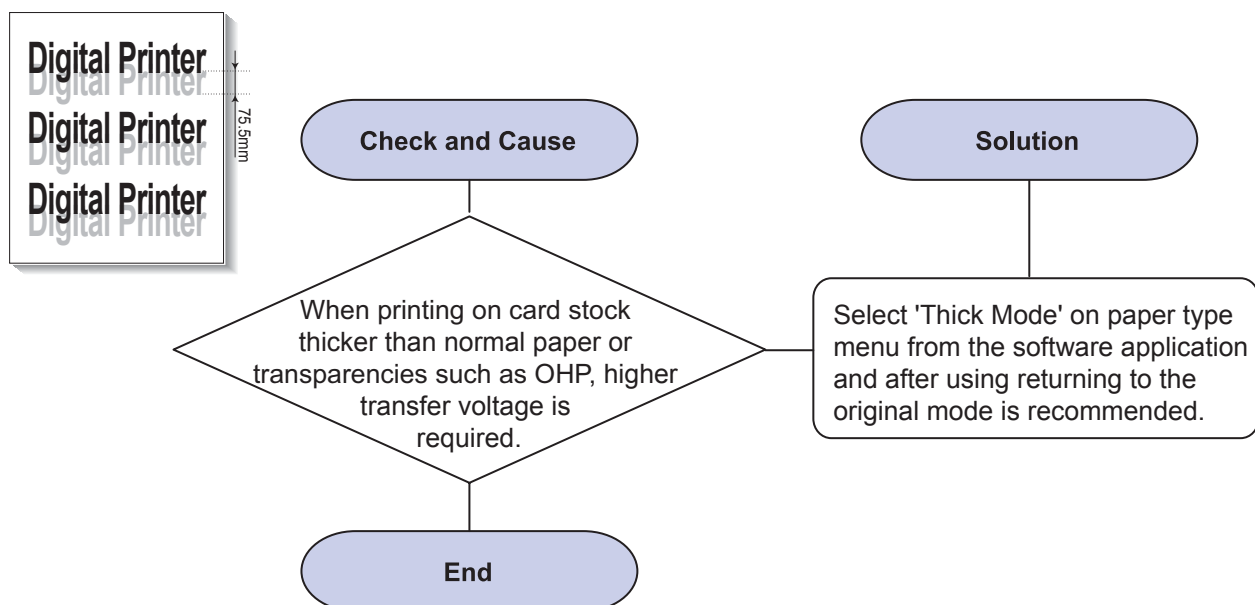 Digital Printer
Digital Printer
75.5mm
Digital Printer
Digital Printer
Digital Printer
Digital Printer
Check and Cause
Solution
When printing on card stock
thicker than normal paper or
transparencies such as OHP, higher
transfer voltage is
required.
Select 'Thick Mode' on paper type
menu from the software application
and after using returning to the
original mode is recommended.
End